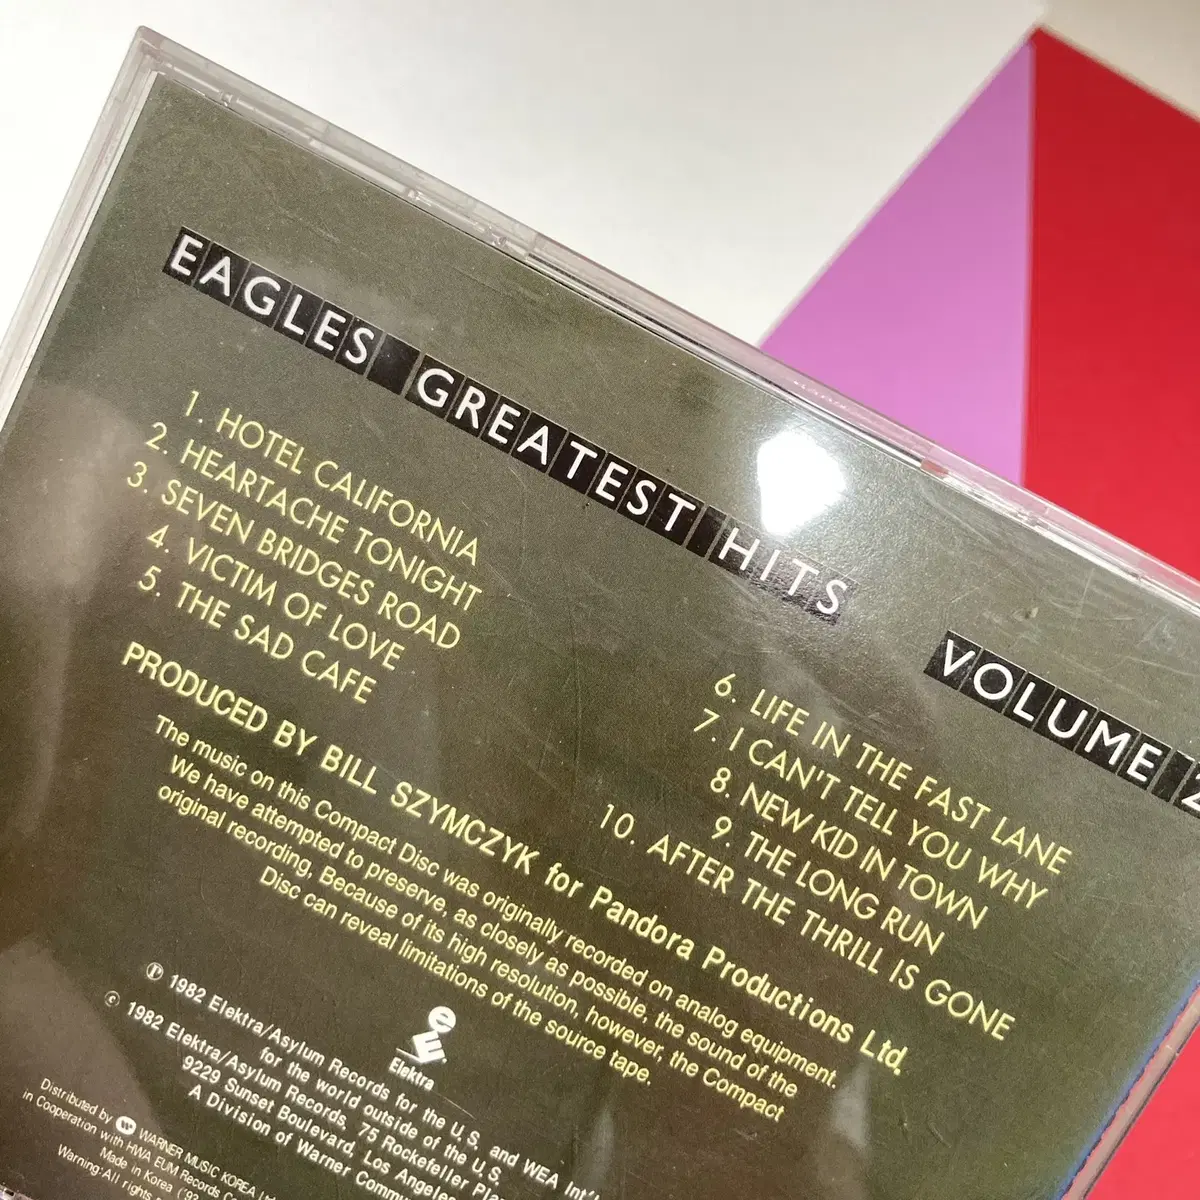 EAGLES GREATEST HITS VOLUME 2
1. HOTEL CALIFORNIA
2. HEARTACHE TONIGHT
3. SEVEN BRIDGES ROAD
4. VICTIM OF LOVE
5. THE SAD CAFE
6. LIFE IN THE FAST LANE
7. I CAN'T TELL YOU WHY
8. NEW KID IN TOWN
9. THE LONG RUN
10. AFTER THE THRILL IS GONE
PRODUCED BY BILL SZYMCZYK for Pandora Productions Ltd.
The music on this Compact Disc was originally recorded on analog equipment.
We have attempted to preserve, as closely as possible, the sound of the
original recording, Because of its high resolution, however, the Compact
Disc can reveal limitations of the source tape.
e
E
Elektra
℗ 1982 Elektra/Asylum Records for the U.S. and WEA Int'
for the world outside of the U.S.
© 1982 Elektra/Asylum Records,
9229 Sunset Boulevard, Los Angeles
75 Rockefeller
A Division of Warner
Distributed by WARNER MUSIC KOREA
in Cooperation with HWA EUM Records
Made in Korea ('92
Warning: All rights